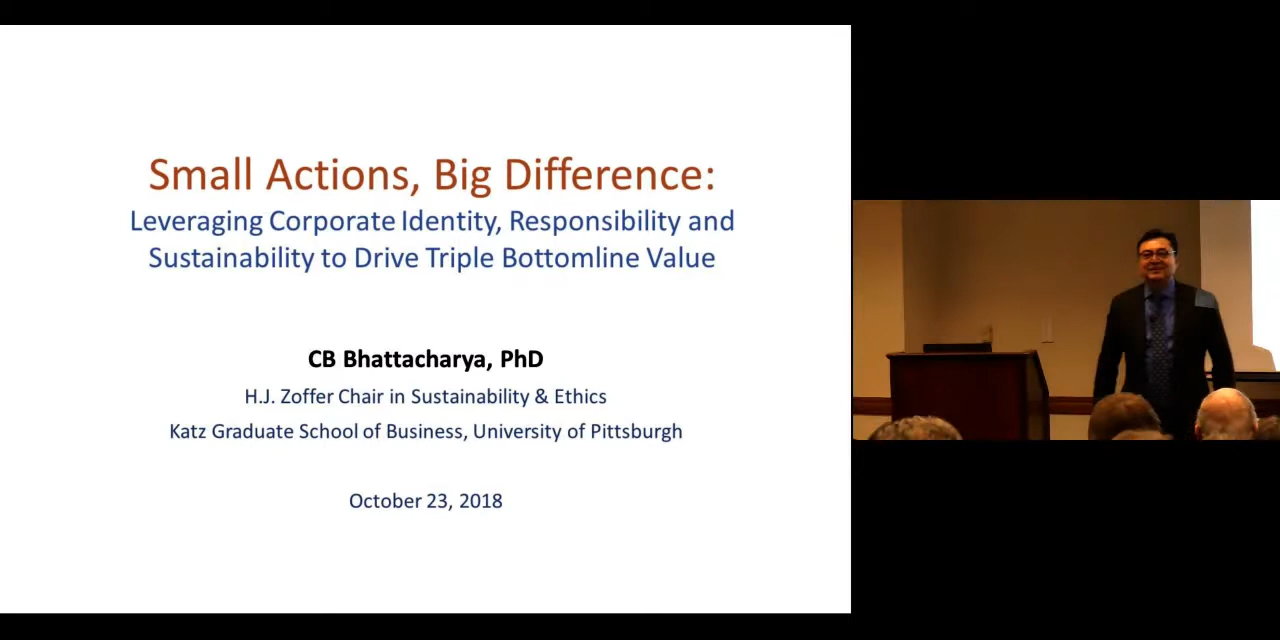 Small Actions, Big Difference:
Leveraging Corporate Identity, Responsibility and
Sustainability to Drive Triple Bottomline Value
CB Bhattacharya, PhD
H.J. Zoffer Chair in Sustainability & Ethics
Katz Graduate School of Business, University of Pittsburgh
October 23, 2018